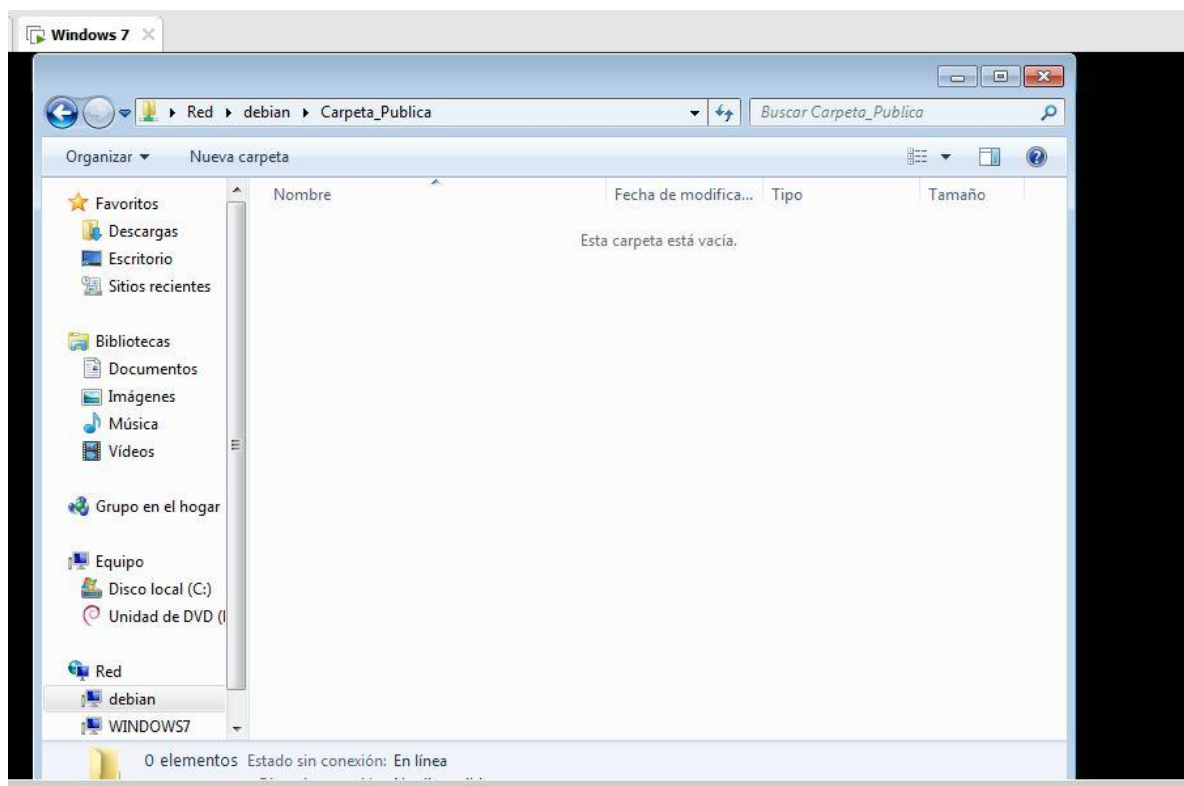 Windows 7
Red debian Carpeta_Publica
Buscar Carpeta_Publica
Organizar Nueva carpeta
Nombre Fecha de modifica... Tipo Tamaño
Esta carpeta está vacía.
Favoritos
Descargas
Escritorio
Sitios recientes
Bibliotecas
Documentos
Imágenes
Música
Vídeos
Grupo en el hogar
Equipo
Disco local (C:)
Unidad de DVD (
Red
debian
WINDOWS7
0 elementos Estado sin conexión: En línea